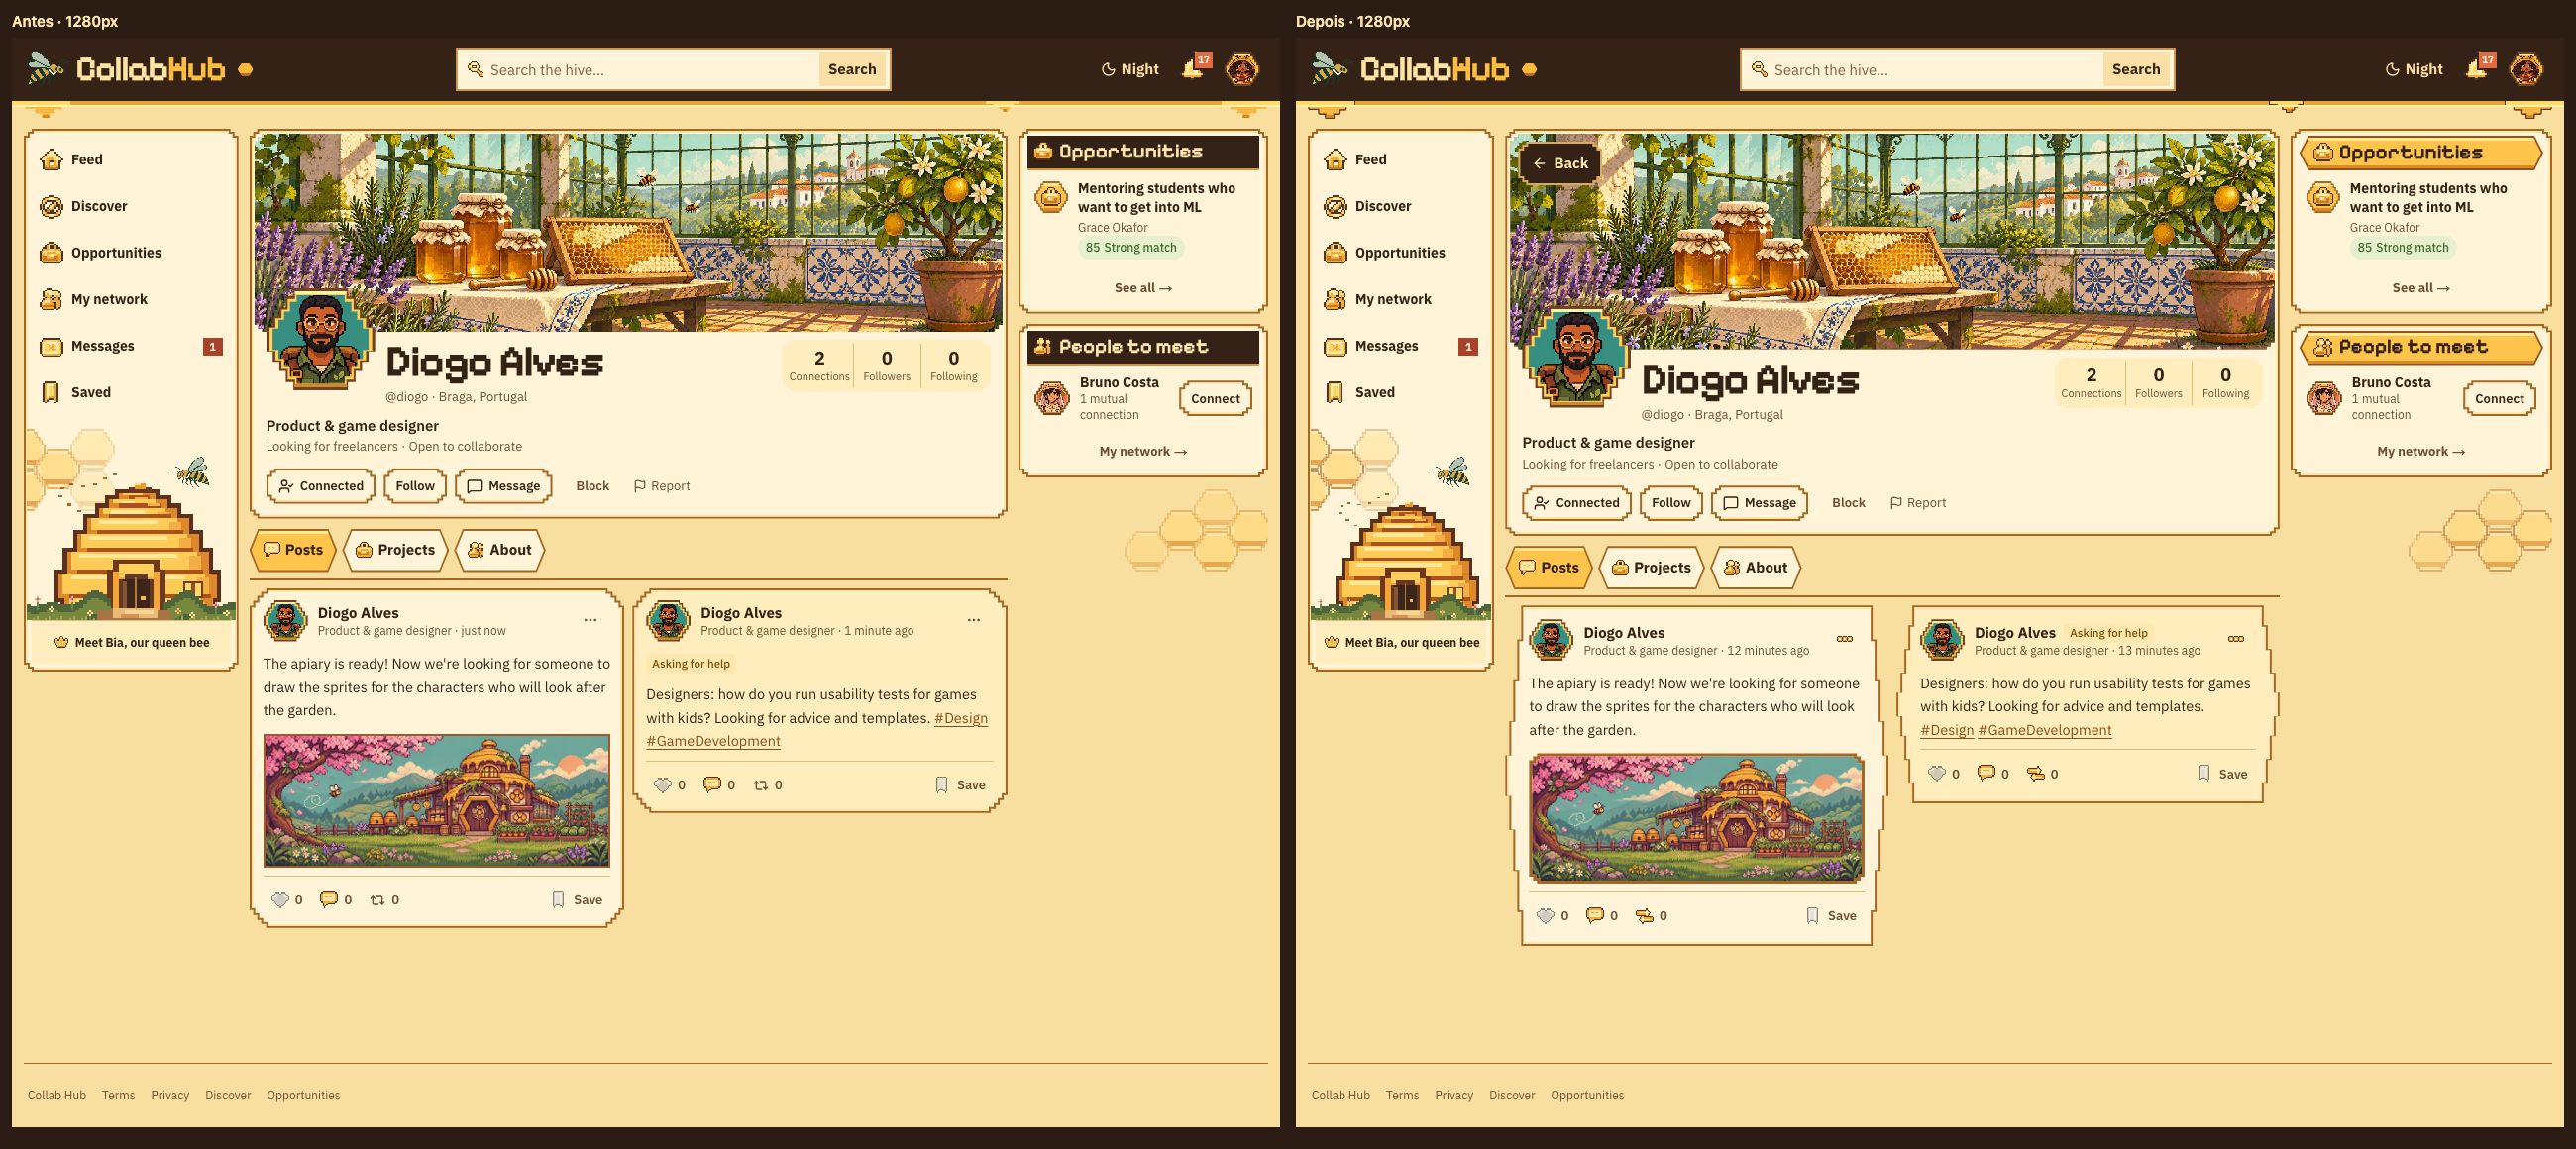 Antes · 1280px
CollabHub
Search the hive...
Search
Night
17
Feed
Discover
Opportunities
My network
Messages
1
Saved
Meet Bia, our queen bee
Diogo Alves
@diogo · Braga, Portugal
2
Connections
0
Followers
0
Following
Product & game designer
Looking for freelancers · Open to collaborate
Connected
Follow
Message
Block
Report
Posts
Projects
About
Diogo Alves
Product & game designer · just now
...
The apiary is ready! Now we're looking for someone to
draw the sprites for the characters who will look after
the garden.
0
0
0
Save
Diogo Alves
Product & game designer · 1 minute ago
...
Asking for help
Designers: how do you run usability tests for games
with kids? Looking for advice and templates. #Design
#GameDevelopment
0
0
0
Save
Opportunities
Mentoring students who
want to get into ML
Grace Okafor
85 Strong match
See all →
People to meet
Bruno Costa
1 mutual
connection
Connect
My network →
Collab Hub
Terms
Privacy
Discover
Opportunities
Depois · 1280px
CollabHub
Search the hive...
Search
Night
17
Feed
Discover
Opportunities
My network
Messages
1
Saved
Meet Bia, our queen bee
← Back
Diogo Alves
@diogo · Braga, Portugal
2
Connections
0
Followers
0
Following
Product & game designer
Looking for freelancers · Open to collaborate
Connected
Follow
Message
Block
Report
Posts
Projects
About
Diogo Alves
Product & game designer · 12 minutes ago
The apiary is ready! Now we're looking for someone
to draw the sprites for the characters who will look
after the garden.
0
0
0
Save
Diogo Alves
Asking for help
Product & game designer · 13 minutes ago
Designers: how do you run usability tests for games
with kids? Looking for advice and templates.
#Design #GameDevelopment
0
0
0
Save
Opportunities
Mentoring students who
want to get into ML
Grace Okafor
85 Strong match
See all →
People to meet
Bruno Costa
1 mutual
connection
Connect
My network →
Collab Hub
Terms
Privacy
Discover
Opportunities